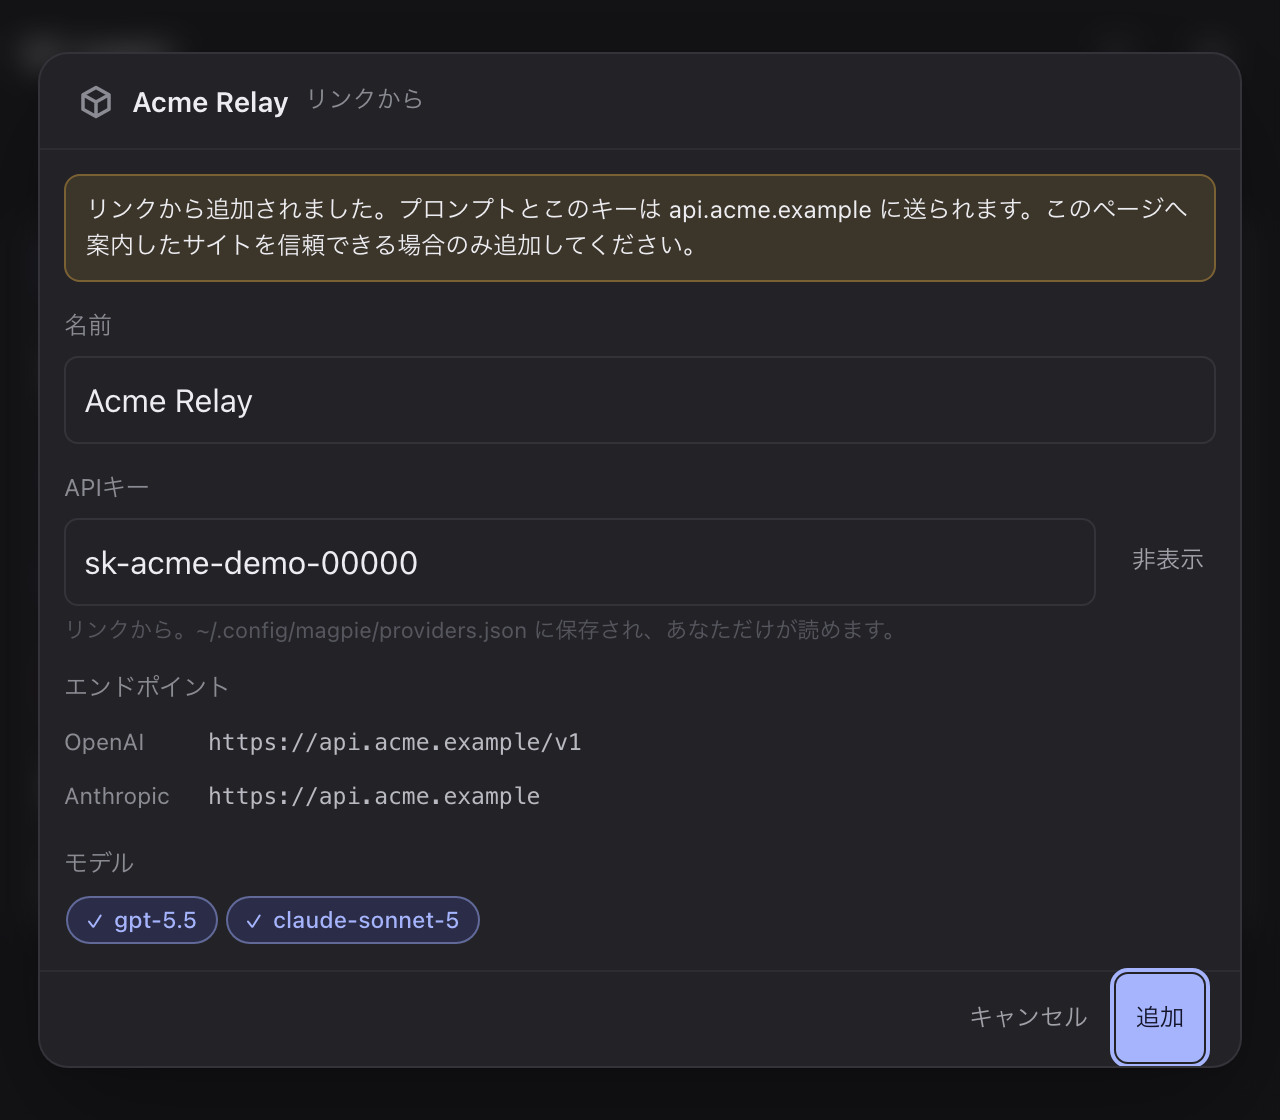 Acme Relay リンクから
リンクから追加されました。プロンプトとこのキーは api.acme.example に送られます。このページへ
案内したサイトを信頼できる場合のみ追加してください。
名前
Acme Relay
APIキー
sk-acme-demo-00000 非表示
リンクから。~/.config/magpie/providers.json に保存され、あなただけが読めます。
エンドポイント
OpenAI https://api.acme.example/v1
Anthropic https://api.acme.example
モデル
✓ gpt-5.5 ✓ claude-sonnet-5
キャンセル 追加